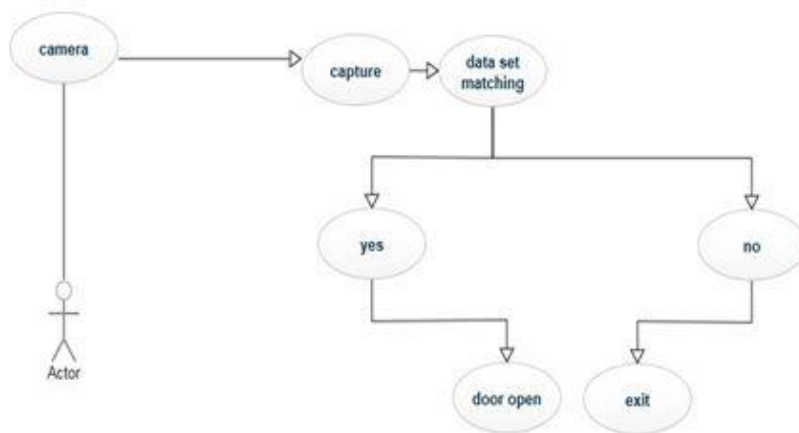 camera
capture
data set
matching
yes
no
Actor
door open
exit